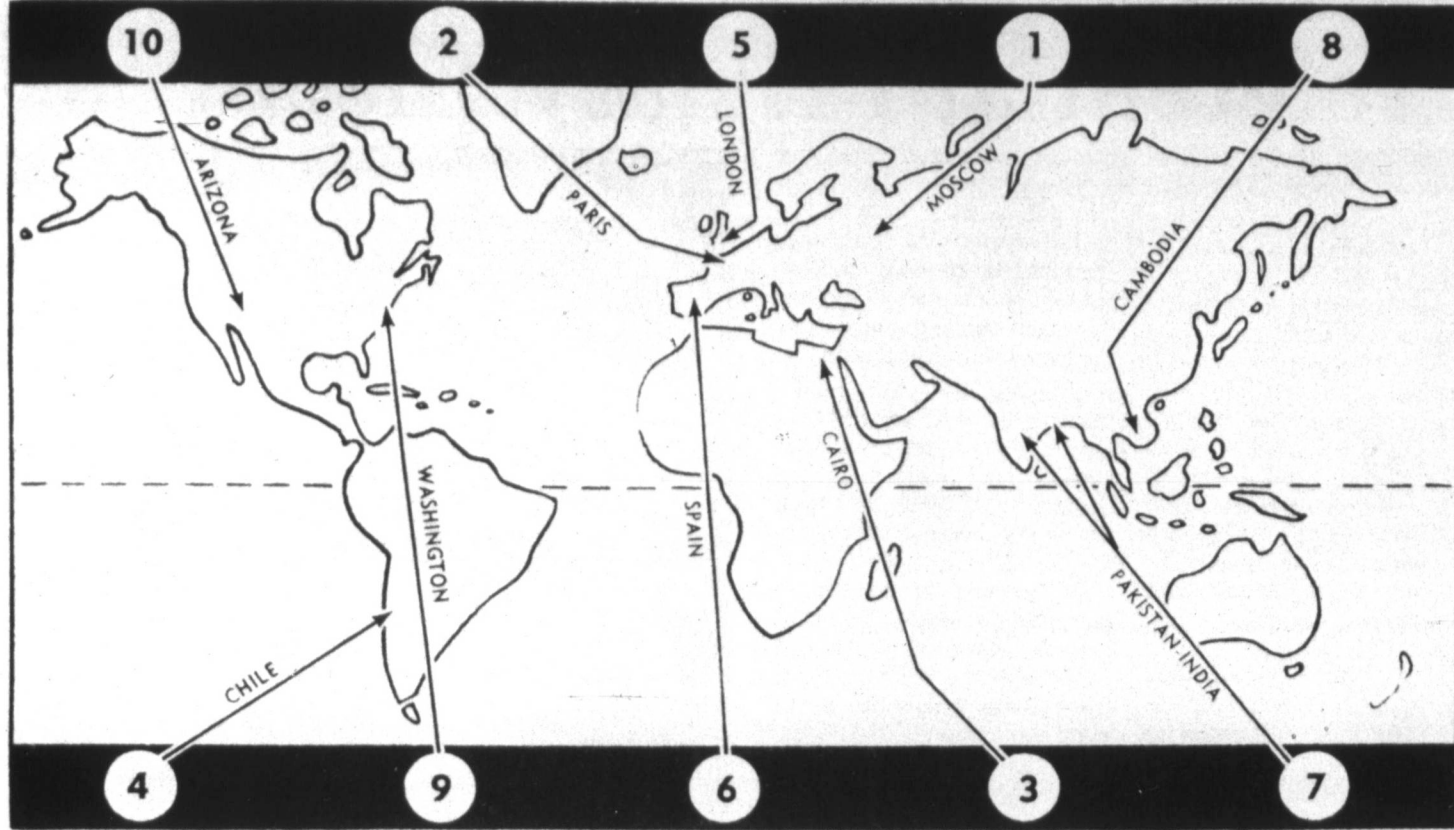 10
2
5
1
8
ARIZONA
PARIS
LONDON
MOSCOW
CAMBODIA
CHILE
WASHINGTON
SPAIN
CAIRO
PAKISTAN-INDIA
4
9
6
3
7